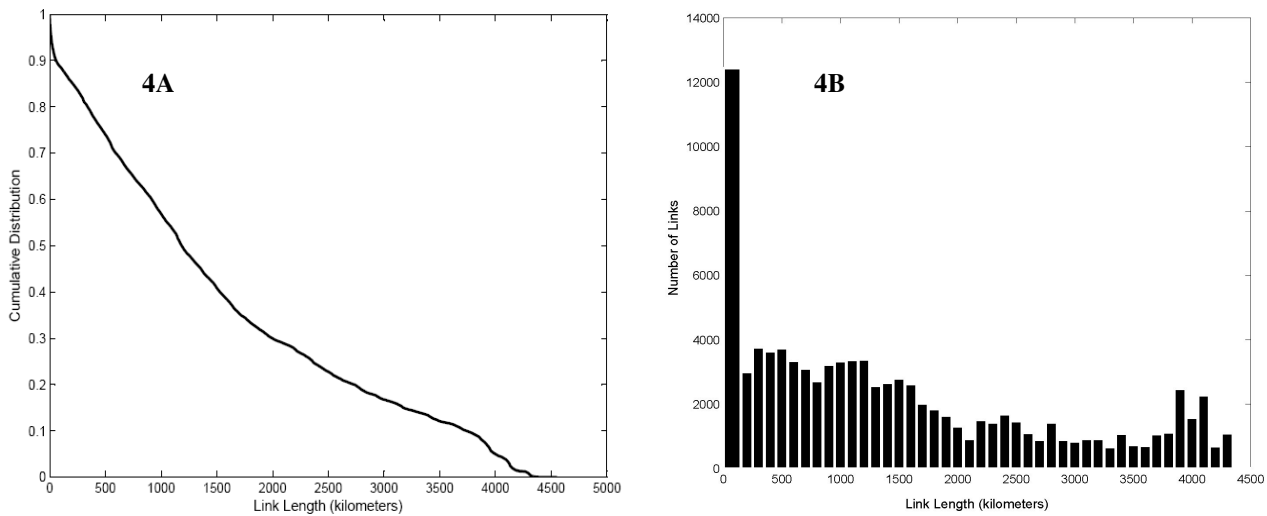 1
0.9
0.8
0.7
0.6
0.5
0.4
0.3
0.2
0.1
0
Cumulative Distribution
4A
0 500 1000 1500 2000 2500 3000 3500 4000 4500 5000
Link Length (kilometers)
14000
12000
10000
8000
6000
4000
2000
0
Number of Links
4B
0 500 1000 1500 2000 2500 3000 3500 4000 4500
Link Length (kilometers)